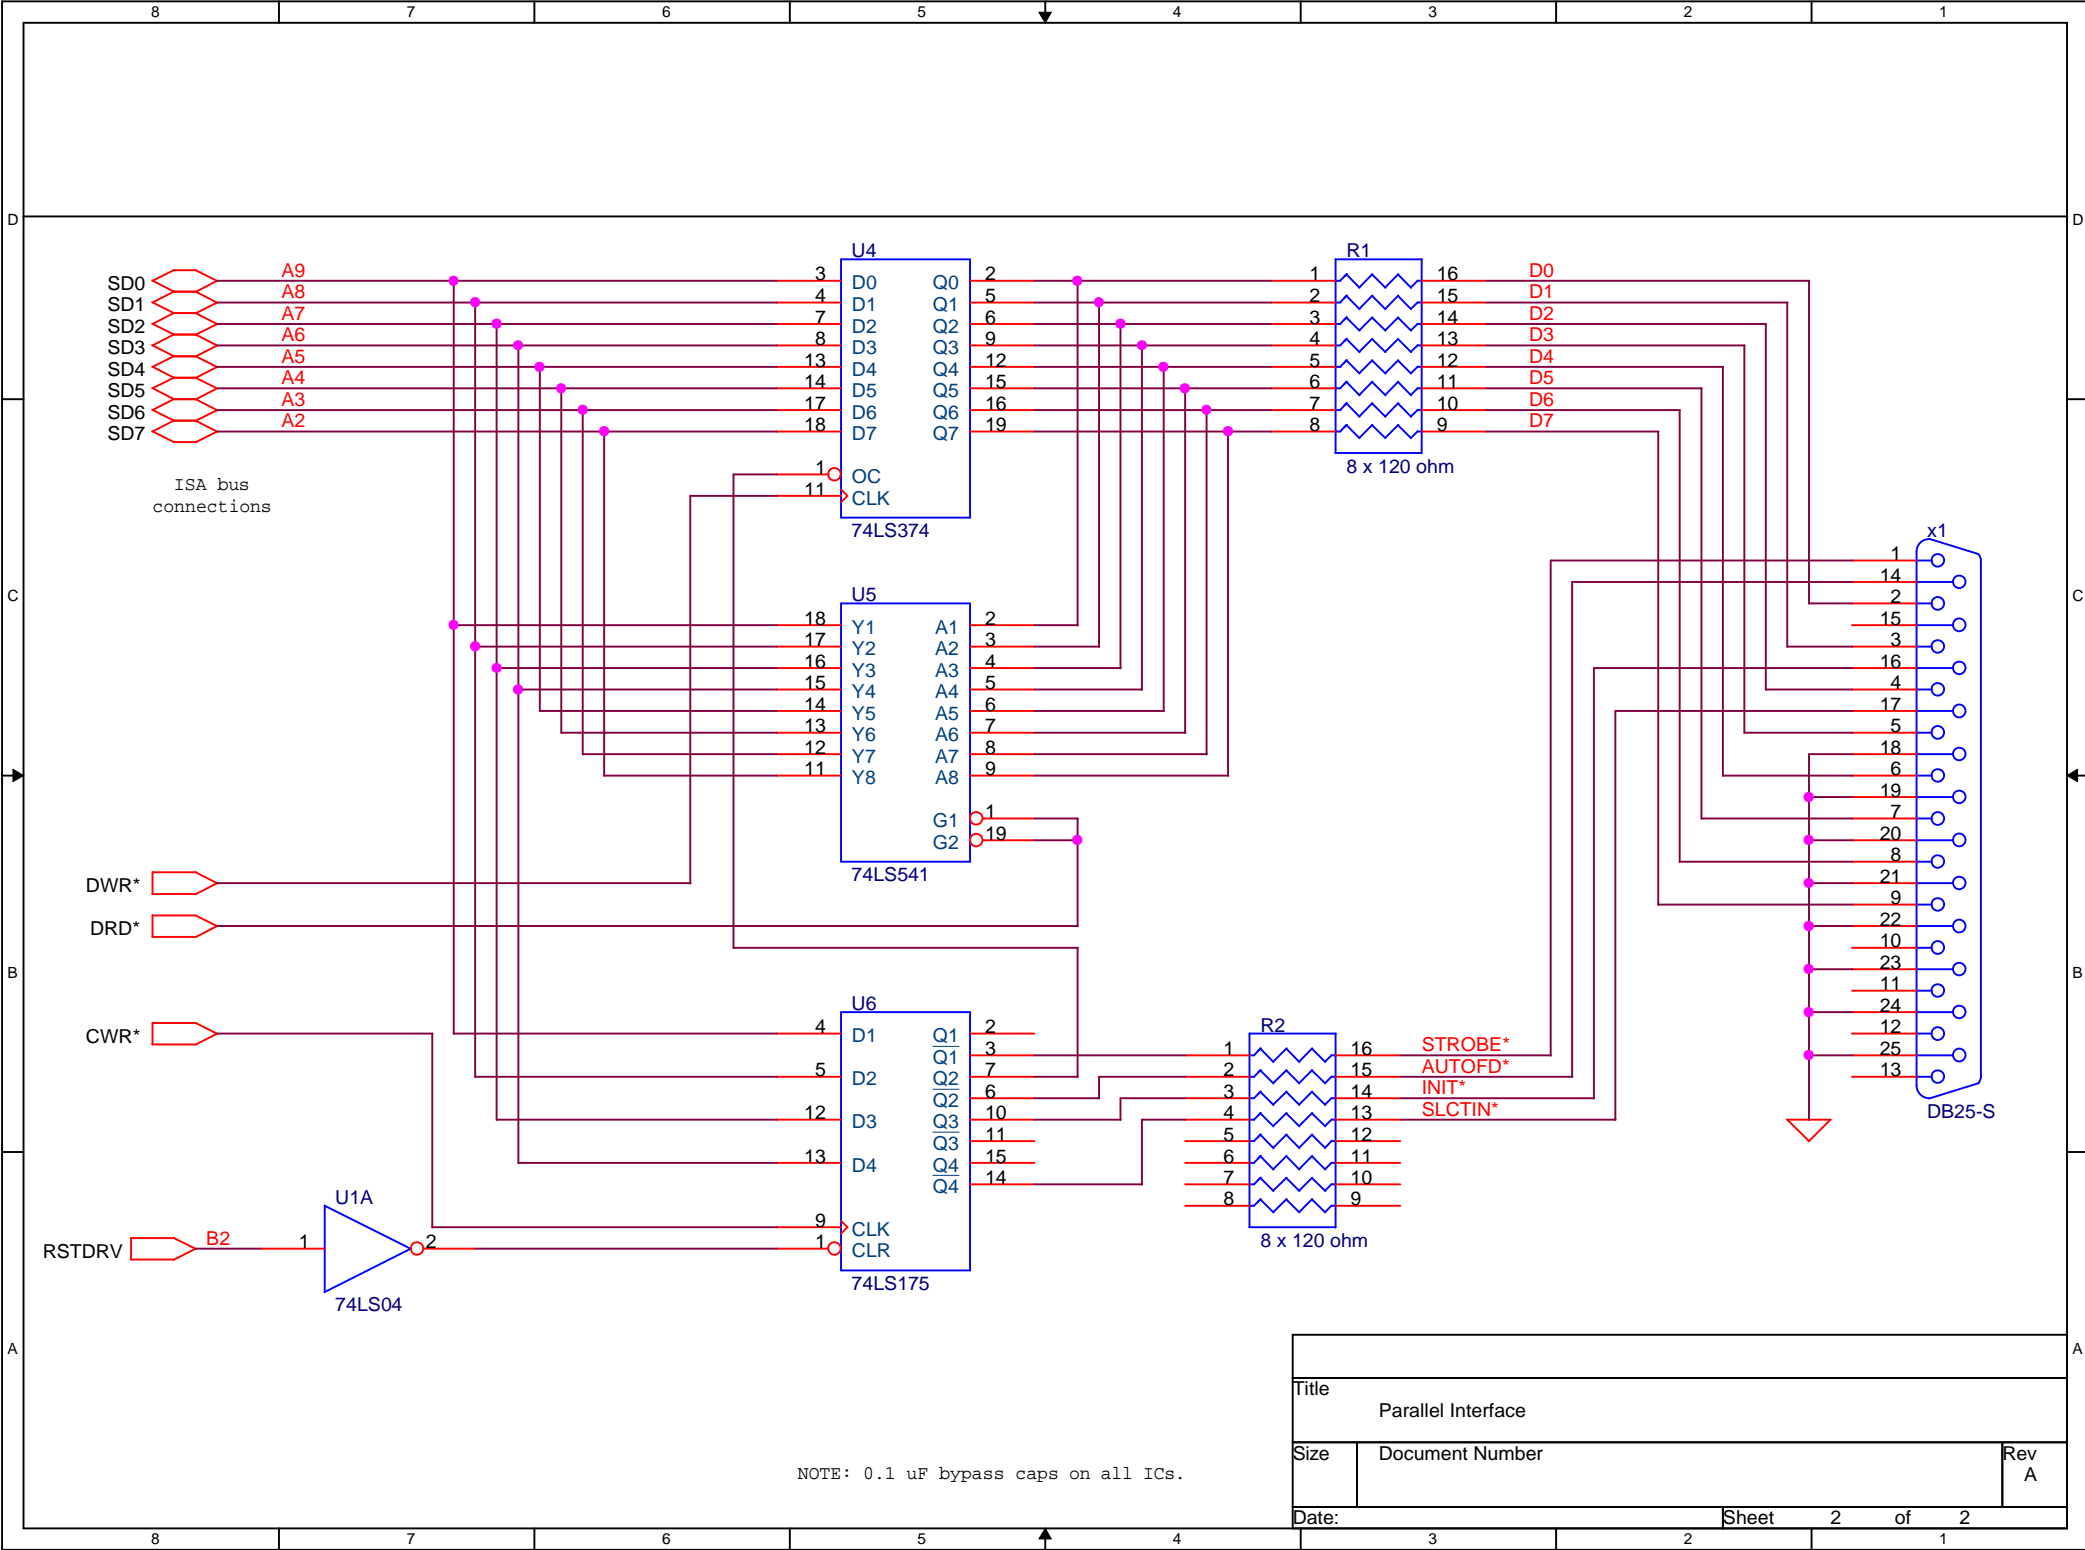 8 7 6 5 4 3 2 1
D D
C C
B B
A A
SD0 A9
SD1 A8
SD2 A7
SD3 A6
SD4 A5
SD5 A4
SD6 A3
SD7 A2
ISA bus
connections
U4
3 D0 Q0 2
4 D1 Q1 5
7 D2 Q2 6
8 D3 Q3 9
13 D4 Q4 12
14 D5 Q5 15
17 D6 Q6 16
18 D7 Q7 19
1 OC
11 CLK
74LS374
R1
1 16 D0
2 15 D1
3 14 D2
4 13 D3
5 12 D4
6 11 D5
7 10 D6
8 9 D7
8 x 120 ohm
U5
18 Y1 A1 2
17 Y2 A2 3
16 Y3 A3 4
15 Y4 A4 5
14 Y5 A5 6
13 Y6 A6 7
12 Y7 A7 8
11 Y8 A8 9
G1 1
G2 19
74LS541
DWR*
DRD*
CWR*
RSTDRV B2
U1A
1 2
74LS04
U6
4 D1 Q1 2
Q1 3
5 D2 Q2 7
Q2 6
12 D3 Q3 10
Q3 11
13 D4 Q4 15
Q4 14
9 CLK
1 CLR
74LS175
R2
1 16 STROBE*
2 15 AUTOFD*
3 14 INIT*
4 13 SLCTIN*
5 12
6 11
7 10
8 9
8 x 120 ohm
x1
1
14
2
15
3
16
4
17
5
18
6
19
7
20
8
21
9
22
10
23
11
24
12
25
13
DB25-S
NOTE: 0.1 uF bypass caps on all ICs.
Title
Parallel Interface
Size Document Number Rev
A
Date: Sheet 2 of 2
8 7 6 5 4 3 2 1